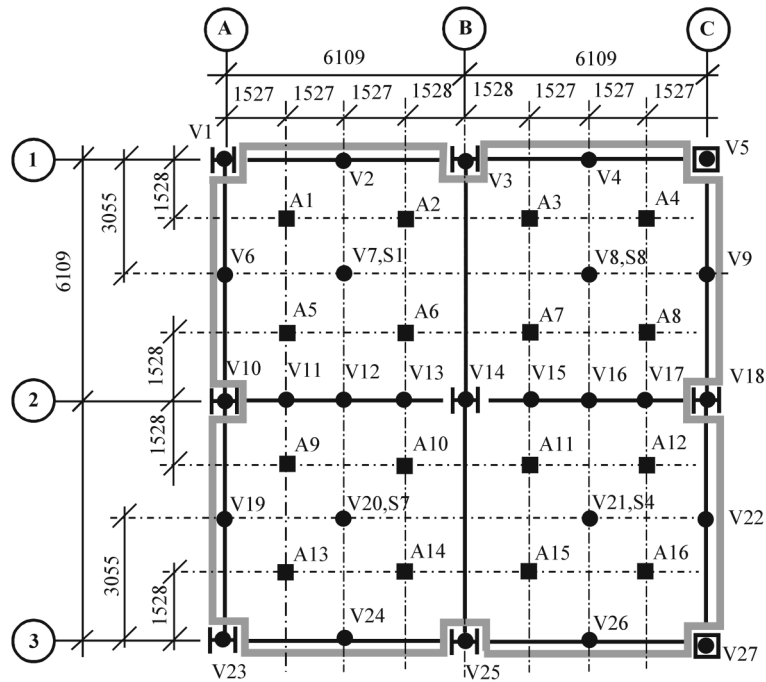 A B C
6109 6109
1527 1527 1527 1528 1528 1527 1527 1527
V1 V5
1 V2 V3 V4
1528 A1 A2 A3 A4
3055
V6 V7,S1 V8,S8 V9
6109
A5 A6 A7 A8
1528
V10 V11 V12 V13 V14 V15 V16 V17 V18
2
1528 A9 A10 A11 A12
V19 V20,S7 V21,S4 V22
6109
3055
A13 A14 A15 A16
1528
V24 V26
3
V23 V25 V27